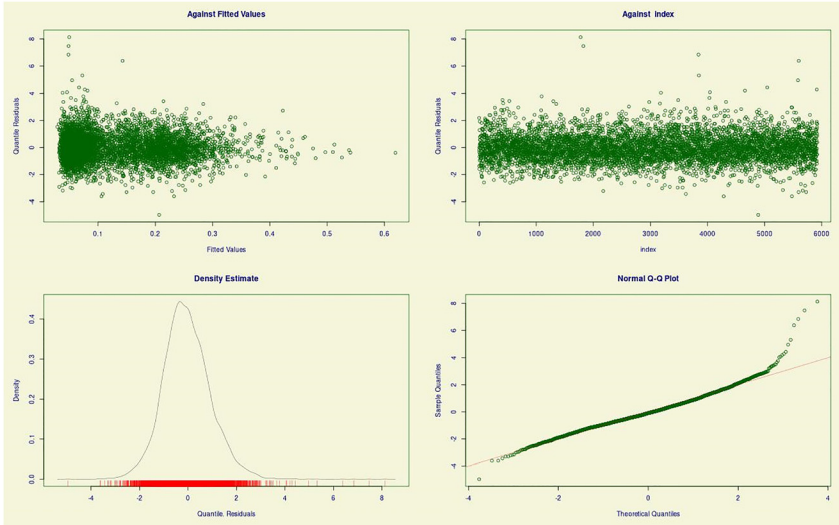 Against Fitted Values
Quantile Residuals
-4 -2 0 2 4 6 8
0.1 0.2 0.3 0.4 0.5 0.6
Fitted Values
Against index
Quantile Residuals
-4 -2 0 2 4 6 8
0 1000 2000 3000 4000 5000 6000
index
Density Estimate
Density
0.0 0.1 0.2 0.3 0.4
-4 -2 0 2 4 6 8
Quantile. Residuals
Normal Q-Q Plot
Sample Quantiles
-4 -2 0 2 4 6 8
-4 -2 0 2 4
Theoretical Quantiles